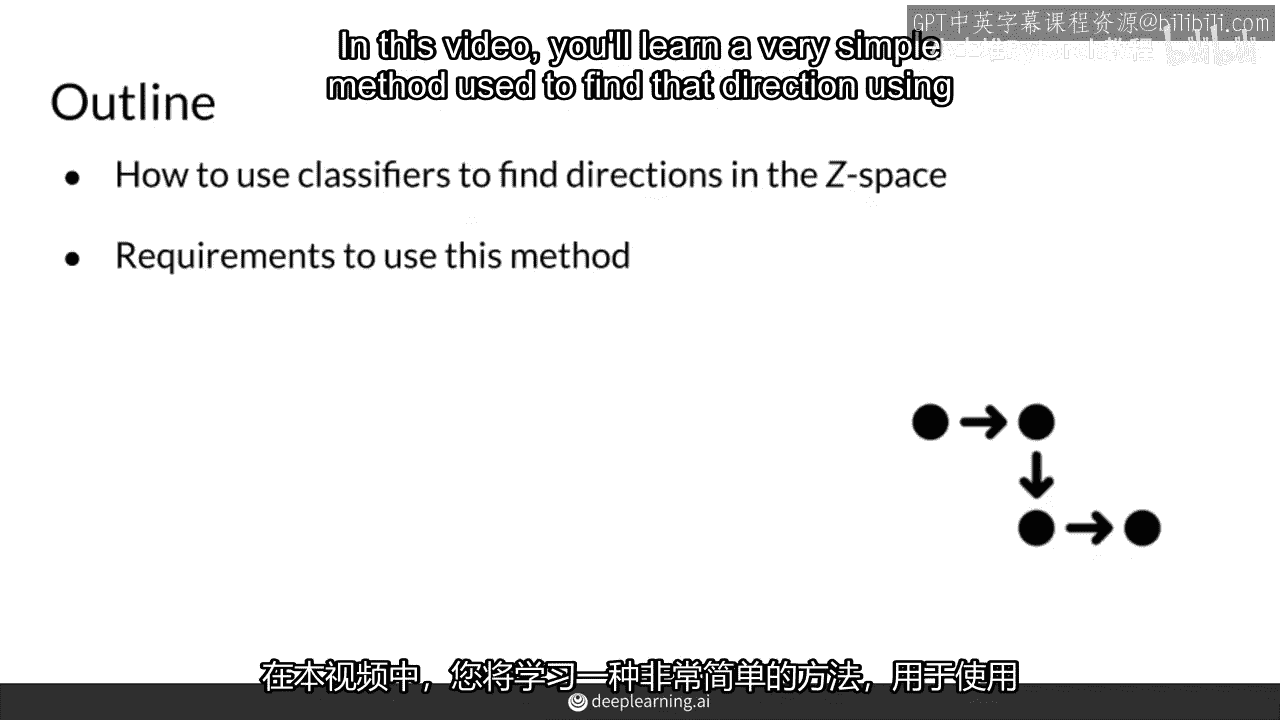 GPT中英字幕课程资源@bilibili.com
In this video, you'll learn a very simple
method used to find that direction using
Outline
• How to use classifiers to find directions in the Z-space
• Requirements to use this method
在本视频中，您将学习一种非常简单的方法，用于使用
deeplearning.ai